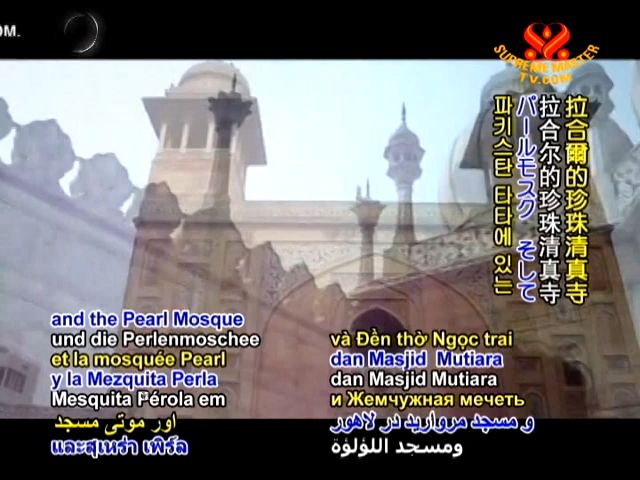 OM.
SUPREME MASTER
TV.COM
拉合爾的珍珠清真寺
拉合尔的珍珠清真寺
パールモスク そして
파키스탄 타타에 있는
and the Pearl Mosque
und die Perlenmoschee
et la mosquée Pearl
y la Mezquita Perla
Mesquita Pérola em
اور موتی مسجد
และสุเหร่า เพิร์ล
và Đền thờ Ngọc trai
dan Masjid Mutiara
dan Masjid Mutiara
и Жемчужная мечеть
و مسجد مروارید در لاهور
ومسجد اللؤلؤة